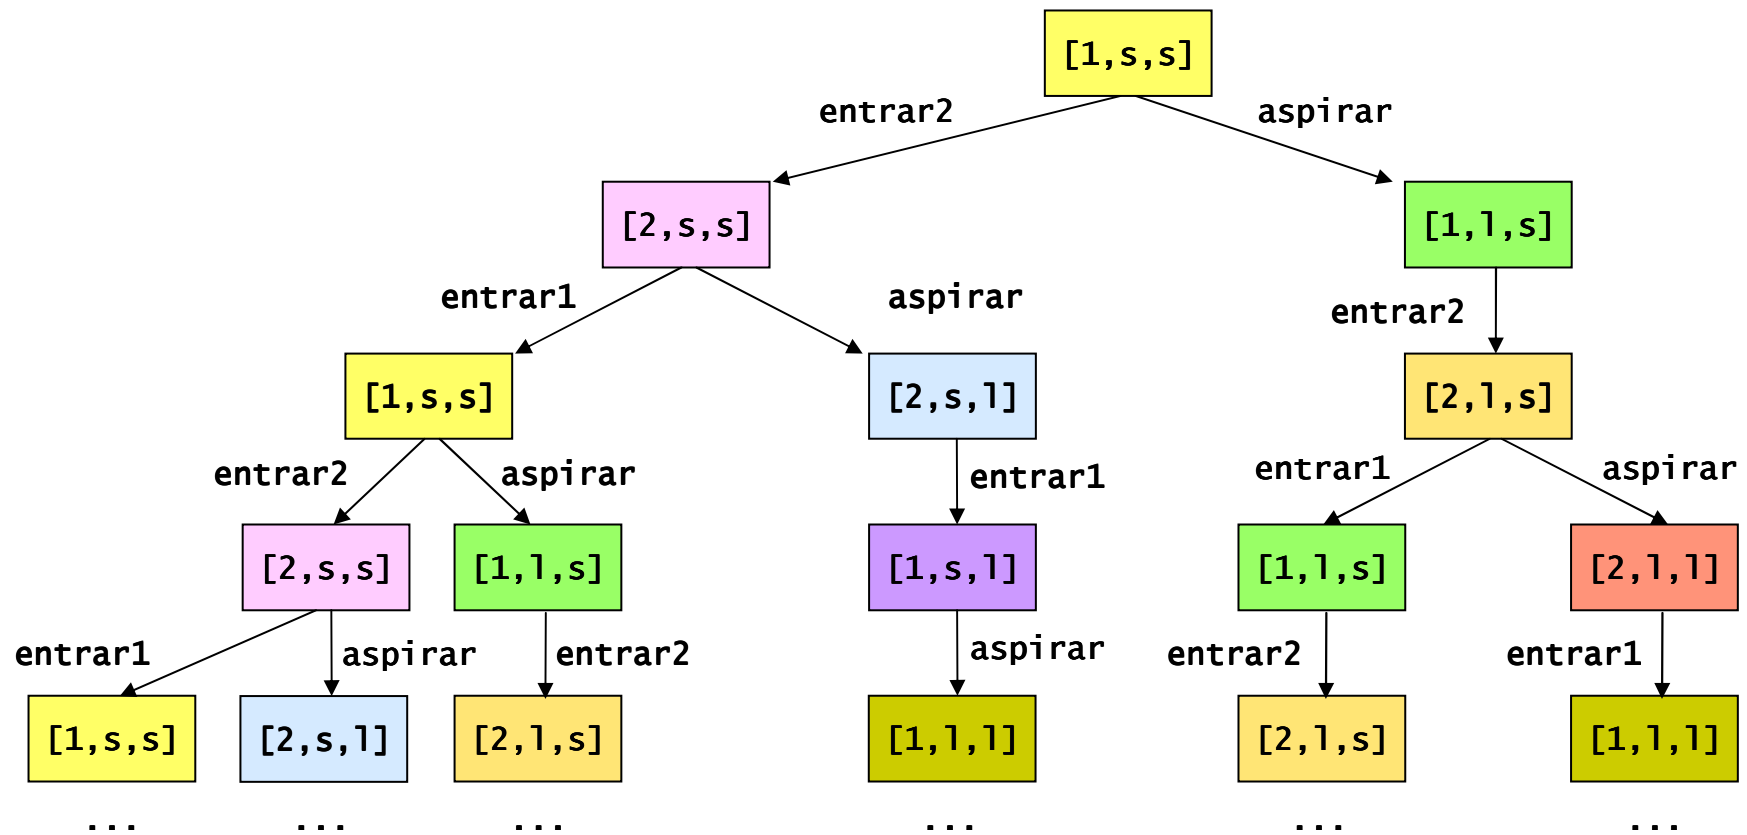 [1,s,s]
entrar2 aspirar
[2,s,s] [1,l,s]
entrar1 aspirar entrar2
[1,s,s] [2,s,l] [2,l,s]
entrar2 aspirar entrar1 entrar1 aspirar
[2,s,s] [1,l,s] [1,s,l] [1,l,s] [2,l,l]
entrar1 aspirar entrar2 aspirar entrar2 entrar1
[1,s,s] [2,s,l] [2,l,s] [1,l,l] [2,l,s] [1,l,l]
... ... ... ... ... ...